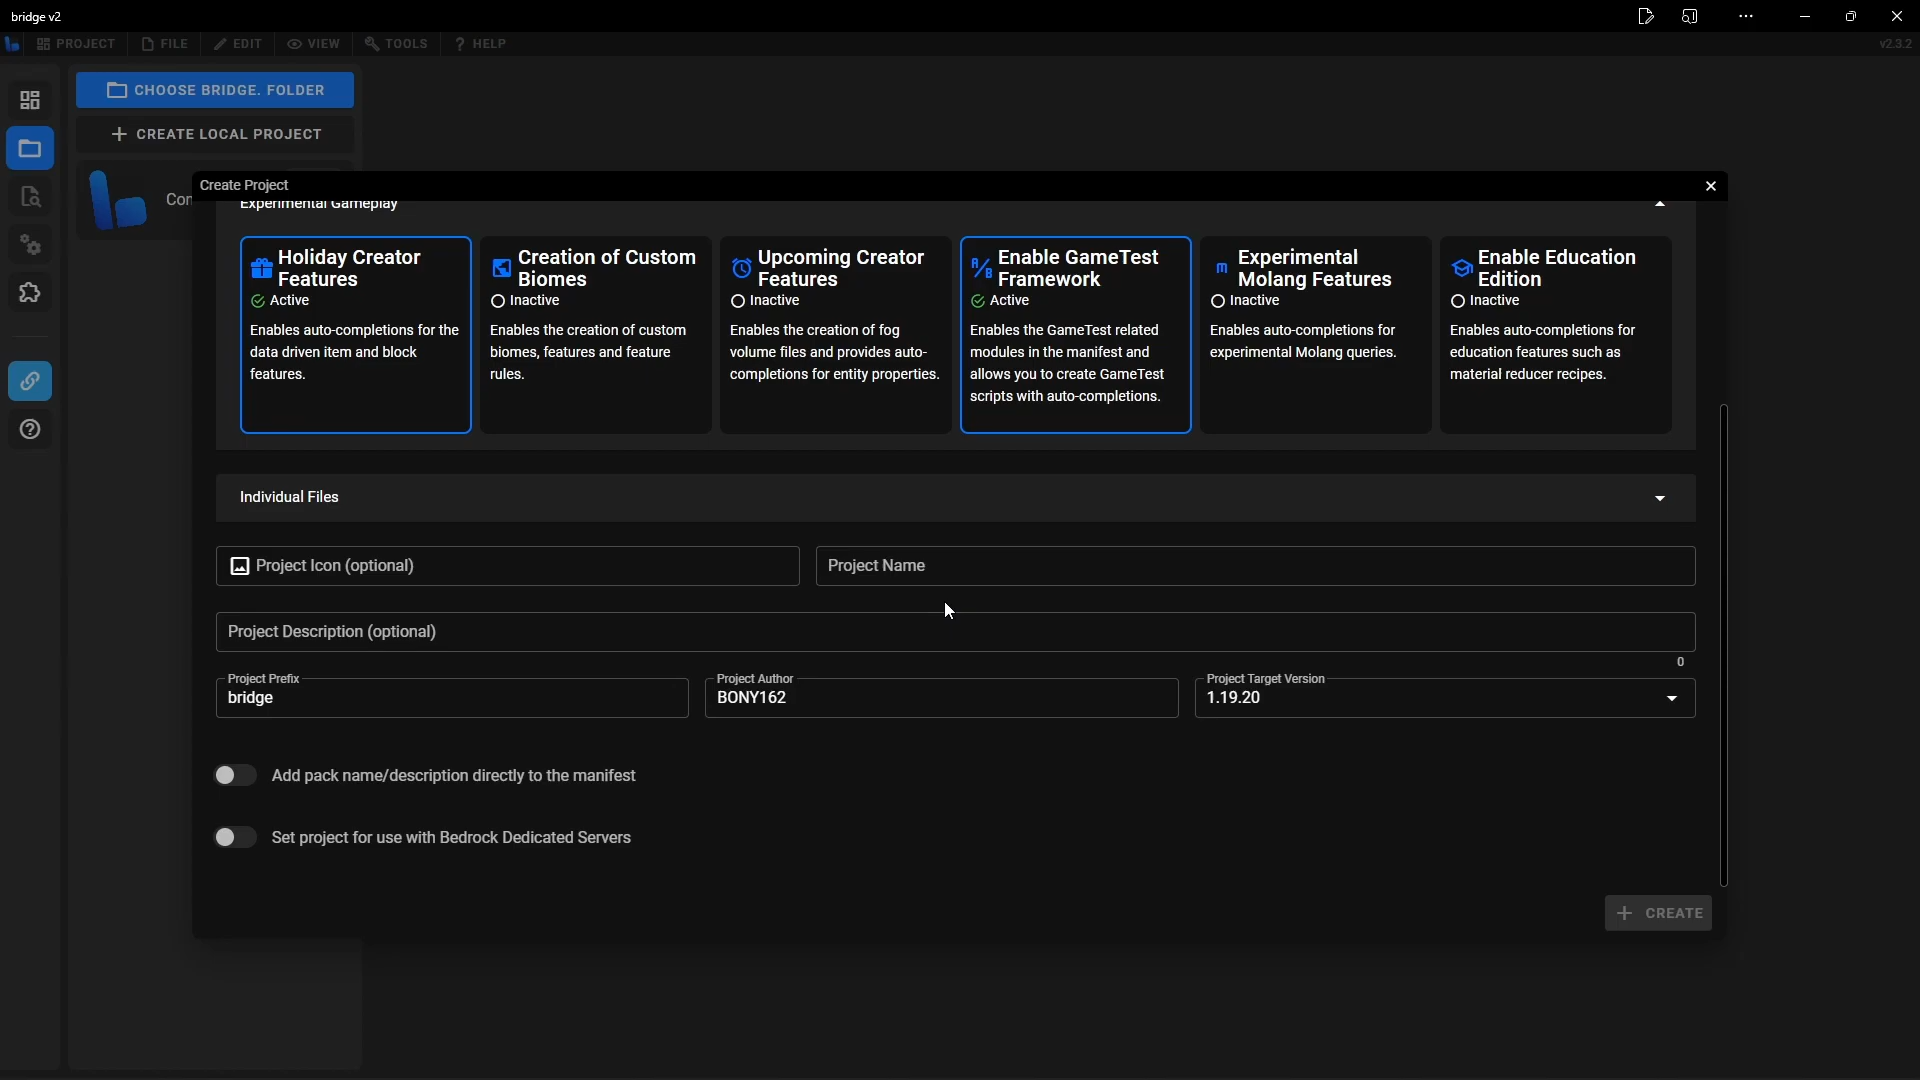 bridge v2
PROJECT FILE EDIT VIEW TOOLS HELP
v2.3.2
CHOOSE BRIDGE. FOLDER
CREATE LOCAL PROJECT
Create Project
Experimental Gameplay
Holiday Creator
Features
Active
Enables auto-completions for the
data driven item and block
features.
Creation of Custom
Biomes
Inactive
Enables the creation of custom
biomes, features and feature
rules.
Upcoming Creator
Features
Inactive
Enables the creation of fog
volume files and provides auto-
completions for entity properties.
A/B
Enable GameTest
Framework
Active
Enables the GameTest related
modules in the manifest and
allows you to create GameTest
scripts with auto-completions.
m
Experimental
Molang Features
Inactive
Enables auto-completions for
experimental Molang queries.
Enable Education
Edition
Inactive
Enables auto-completions for
education features such as
material reducer recipes.
Individual Files
Project Icon (optional)
Project Name
Project Description (optional)
0
Project Prefix
bridge
Project Author
BONY162
Project Target Version
1.19.20
Add pack name/description directly to the manifest
Set project for use with Bedrock Dedicated Servers
CREATE